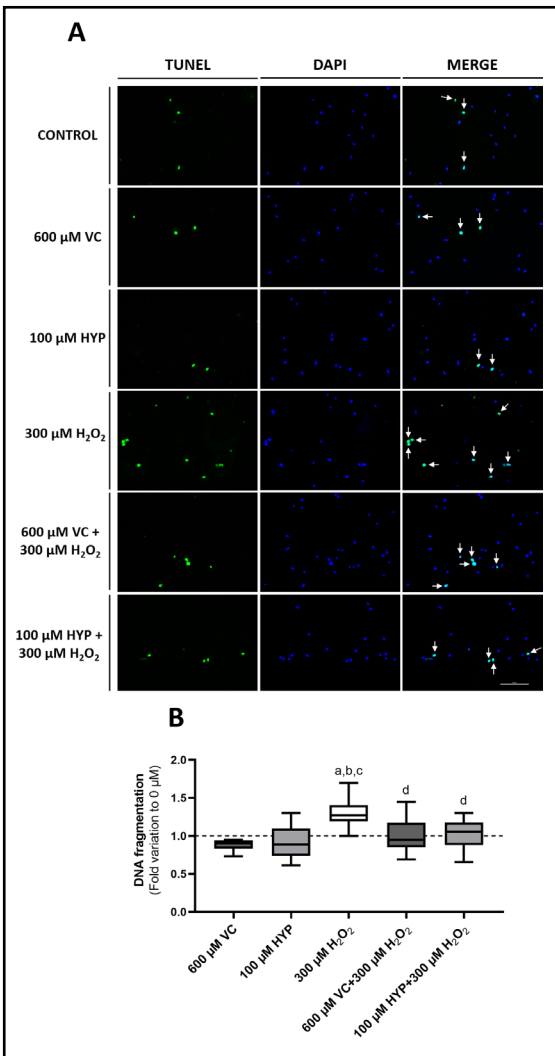 A
TUNEL DAPI MERGE
CONTROL
600 µM VC
100 µM HYP
300 µM H₂O₂
600 µM VC +
300 µM H₂O₂
100 µM HYP +
300 µM H₂O₂
B
DNA fragmentation
(Fold variation to 0 µM)
2.0
1.5
1.0
0.5
0.0
a,b,c
d
d
600 µM VC
100 µM HYP
300 µM H₂O₂
600 µM VC+300 µM H₂O₂
100 µM HYP+300 µM H₂O₂